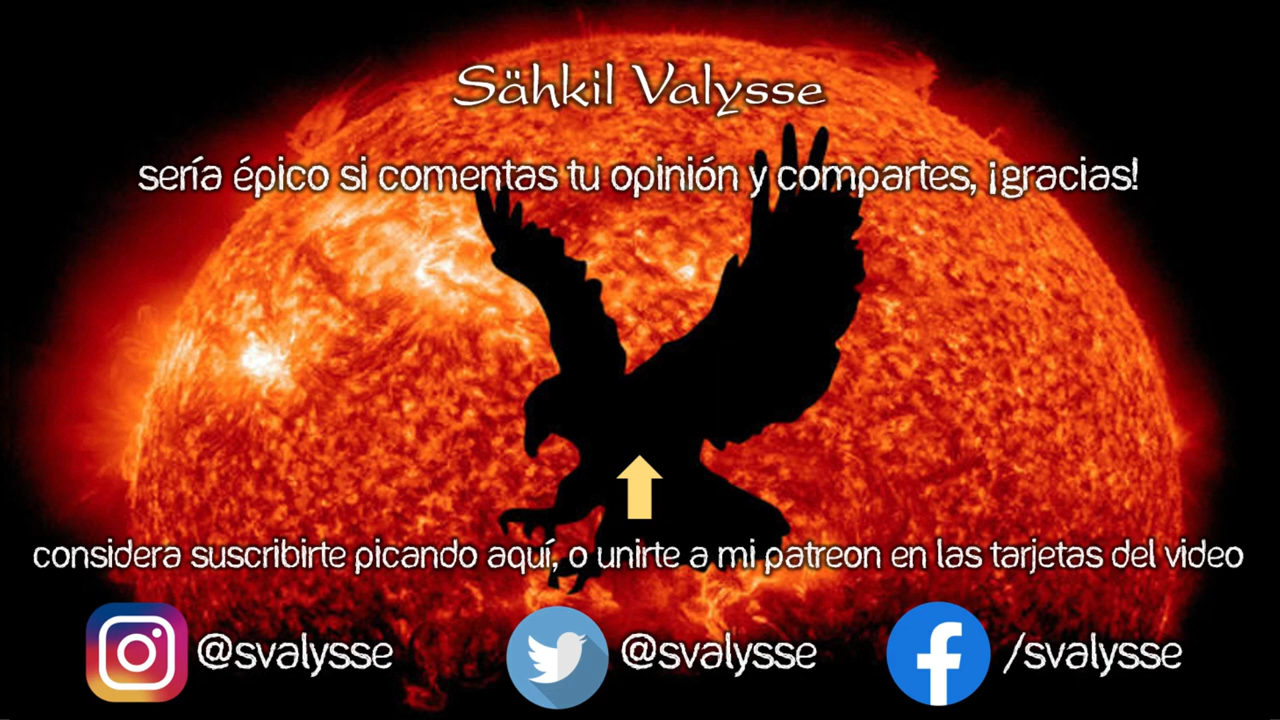 Sähkil Valysse
sería épico si comentas tu opinión y compartes, ¡gracias!
considera suscribirte picando aquí, o unirte a mi patreon en las tarjetas del video
@svalysse
@svalysse
/svalysse